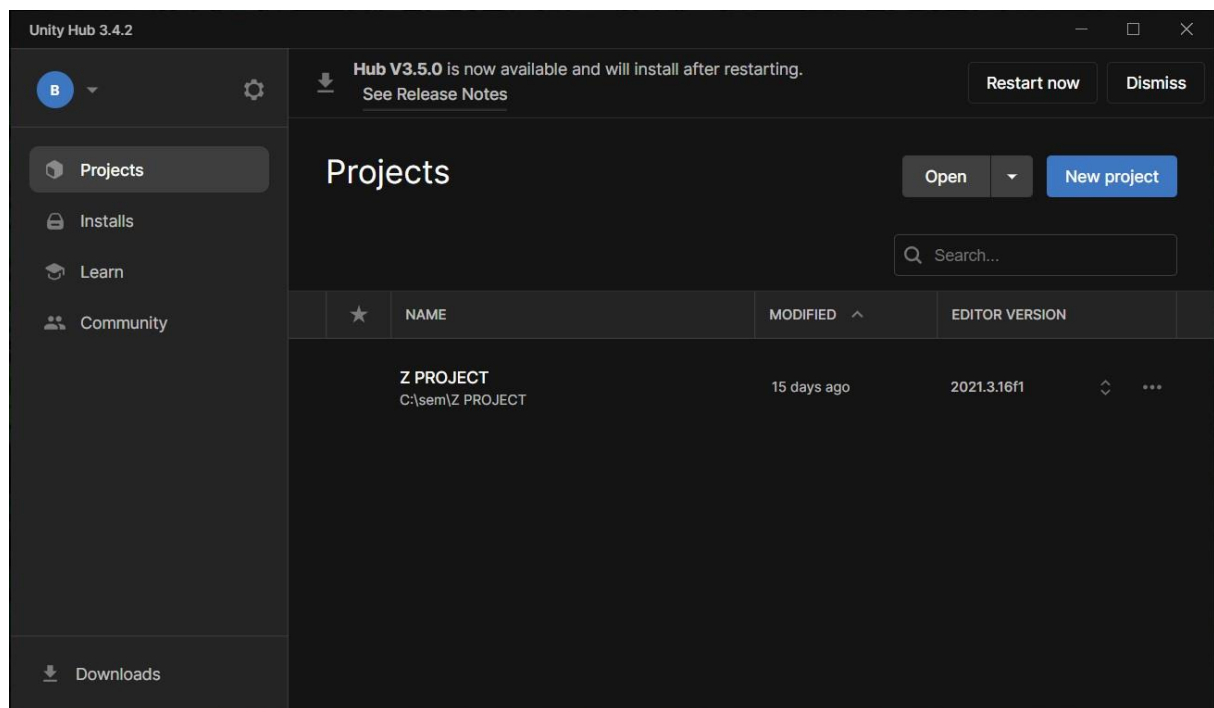 Unity Hub 3.4.2
B
Hub V3.5.0 is now available and will install after restarting.
See Release Notes
Restart now
Dismiss
Projects
Installs
Learn
Community
Downloads
Projects
Open
New project
Search...
NAME
MODIFIED
EDITOR VERSION
Z PROJECT
C:\sem\Z PROJECT
15 days ago
2021.3.16f1